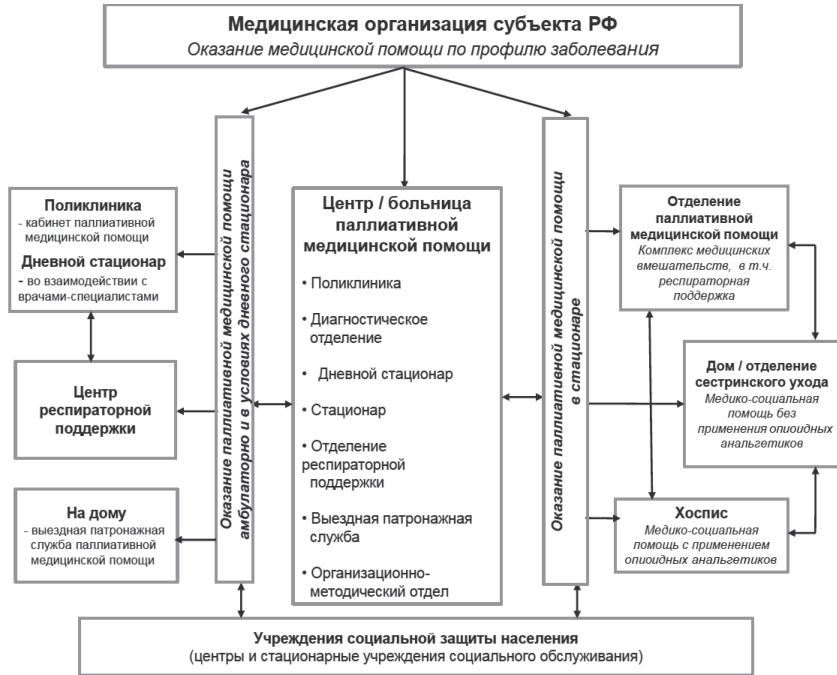 Медицинская организация субъекта РФ
Оказание медицинской помощи по профилю заболевания
Поликлиника
- кабинет паллиативной
медицинской помощи
Дневной стационар
- во взаимодействии с
врачами-специалистами
Центр
респираторной
поддержки
На дому
- выездная патронажная
служба паллиативной
медицинской помощи
Оказание паллиативной медицинской помощи
амбулаторно и в условиях дневного стационара
Центр / больница
паллиативной
медицинской помощи
• Поликлиника
• Диагностическое
отделение
• Дневной стационар
• Стационар
• Отделение
респираторной
поддержки
• Выездная патронажная
служба
• Организационно-
методический отдел
Оказание паллиативной медицинской помощи
в стационаре
Отделение
паллиативной
медицинской помощи
Комплекс медицинских
вмешательств, в т.ч.
респираторная
поддержка
Дом / отделение
сестринского ухода
Медико-социальная
помощь без
применения опиоидных
анальгетиков
Хоспис
Медико-социальная
помощь с применением
опиоидных анальгетиков
Учреждения социальной защиты населения
(центры и стационарные учреждения социального обслуживания)